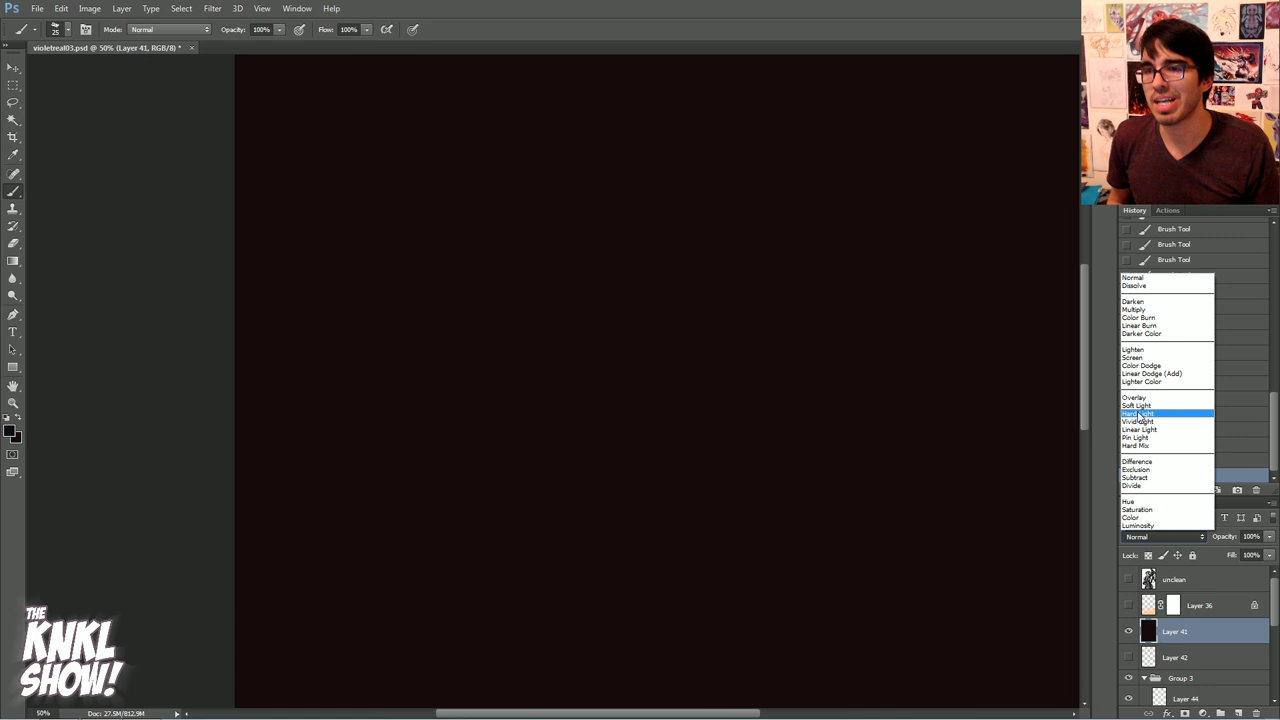 Ps File Edit Image Layer Type Select Filter 3D View Window Help
25 Mode: Normal Opacity: 100% Flow: 100%
violetreal03.psd @ 50% (Layer 41, RGB/8) * ×
History Actions
Brush Tool
Brush Tool
Brush Tool
Normal
Dissolve
Darken
Multiply
Color Burn
Linear Burn
Darker Color
Lighten
Screen
Color Dodge
Linear Dodge (Add)
Lighter Color
Overlay
Soft Light
Hard Light
Vivid Light
Linear Light
Pin Light
Hard Mix
Difference
Exclusion
Subtract
Divide
Hue
Saturation
Color
Luminosity
Normal Opacity: 100%
Lock: Fill: 100%
unclean
Layer 36
Layer 41
Layer 42
Group 3
Layer 44
fx
THE
KNKL
SHOW!
50% Doc: 27.5M/812.9M